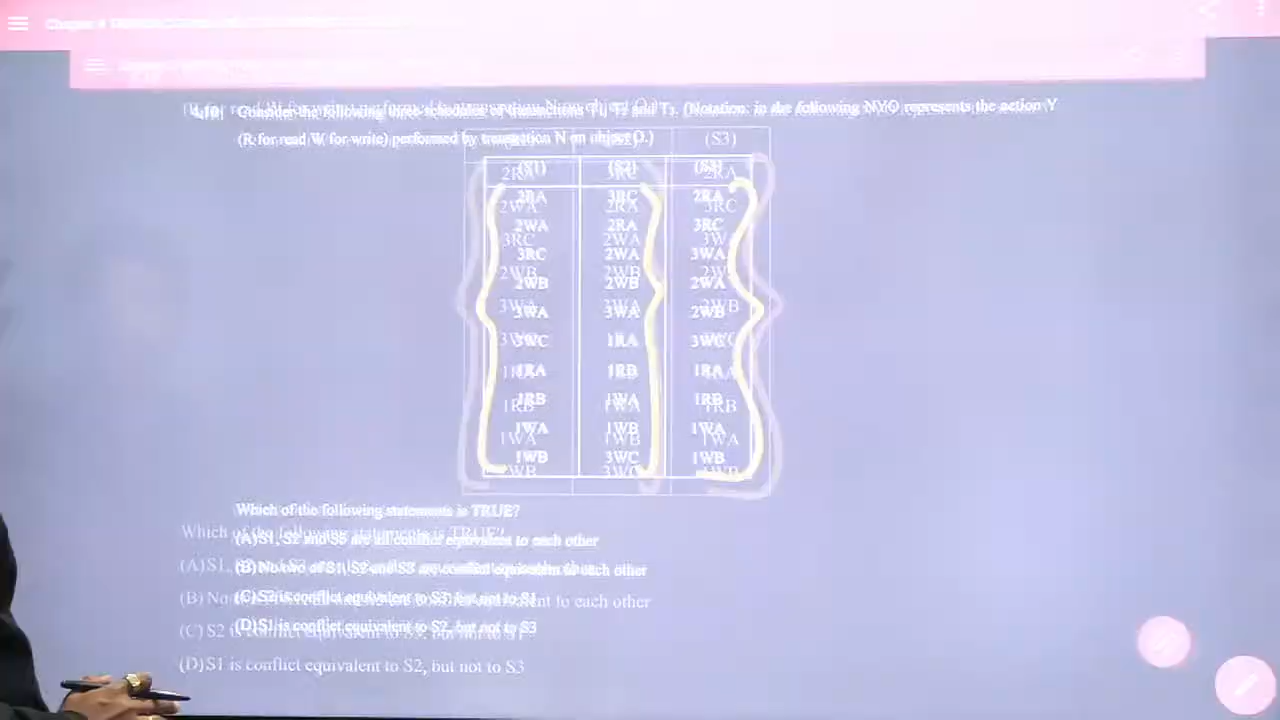 4.10 Consider the following three schedules of transactions T1, T2 and T3. (Notation: in the following NYO represents the action Y
(R for read W for write) performed by transaction N on object O.)
(S1) (S2) (S3)
2RA 3RC 2RA
2WA 2RA 3RC
3RC 2WA 3WA
2WB 2WB 2WA
3WA 3WA 2WB
3WC 1RA 3WC
1RA 1RB 1RA
1RB 1WA 1RB
1WA 1WB 1WA
1WB 3WC 1WB
Which of the following statements is TRUE?
(A) S1, S2 and S3 are all conflict equivalent to each other
(B) No two of S1, S2 and S3 are conflict equivalent to each other
(C) S2 is conflict equivalent to S3, but not to S1
(D) S1 is conflict equivalent to S2, but not to S3